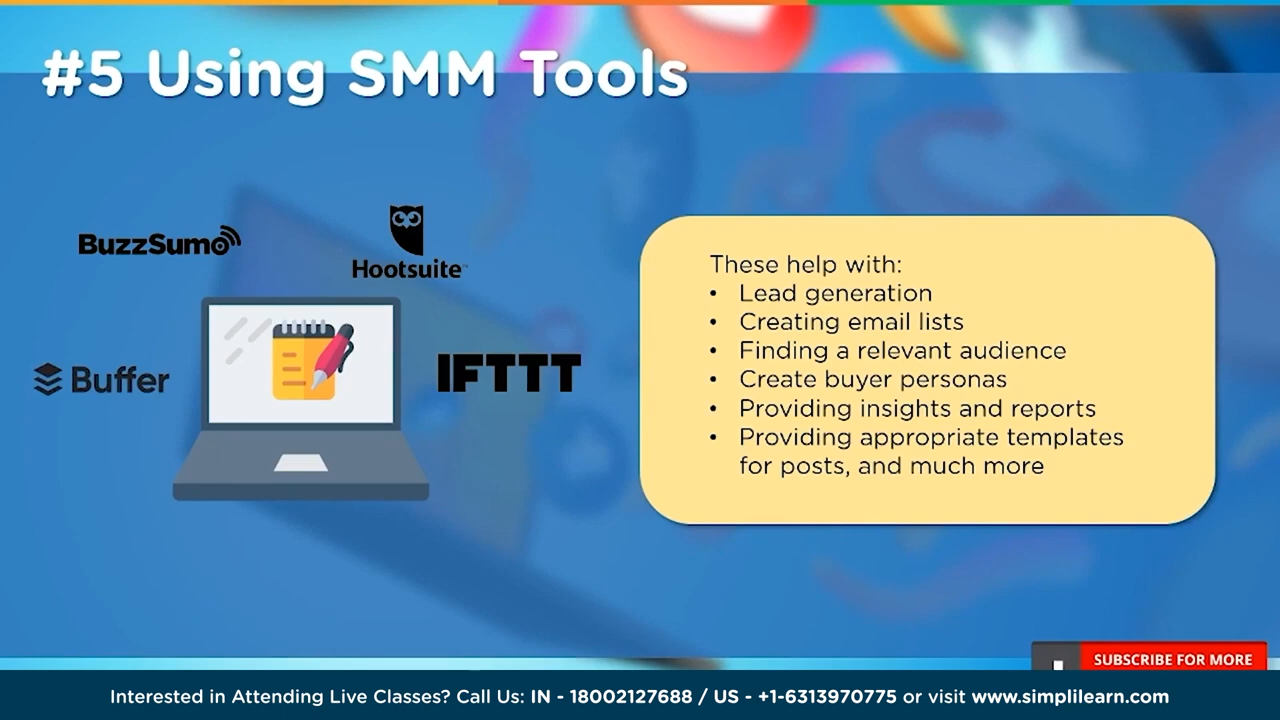 #5 Using SMM Tools
BuzzSumo
Hootsuite™
Buffer
IFTTT
These help with:
• Lead generation
• Creating email lists
• Finding a relevant audience
• Create buyer personas
• Providing insights and reports
• Providing appropriate templates
for posts, and much more
SUBSCRIBE FOR MORE
Interested in Attending Live Classes? Call Us: IN - 18002127688 / US - +1-6313970775 or visit www.simplilearn.com